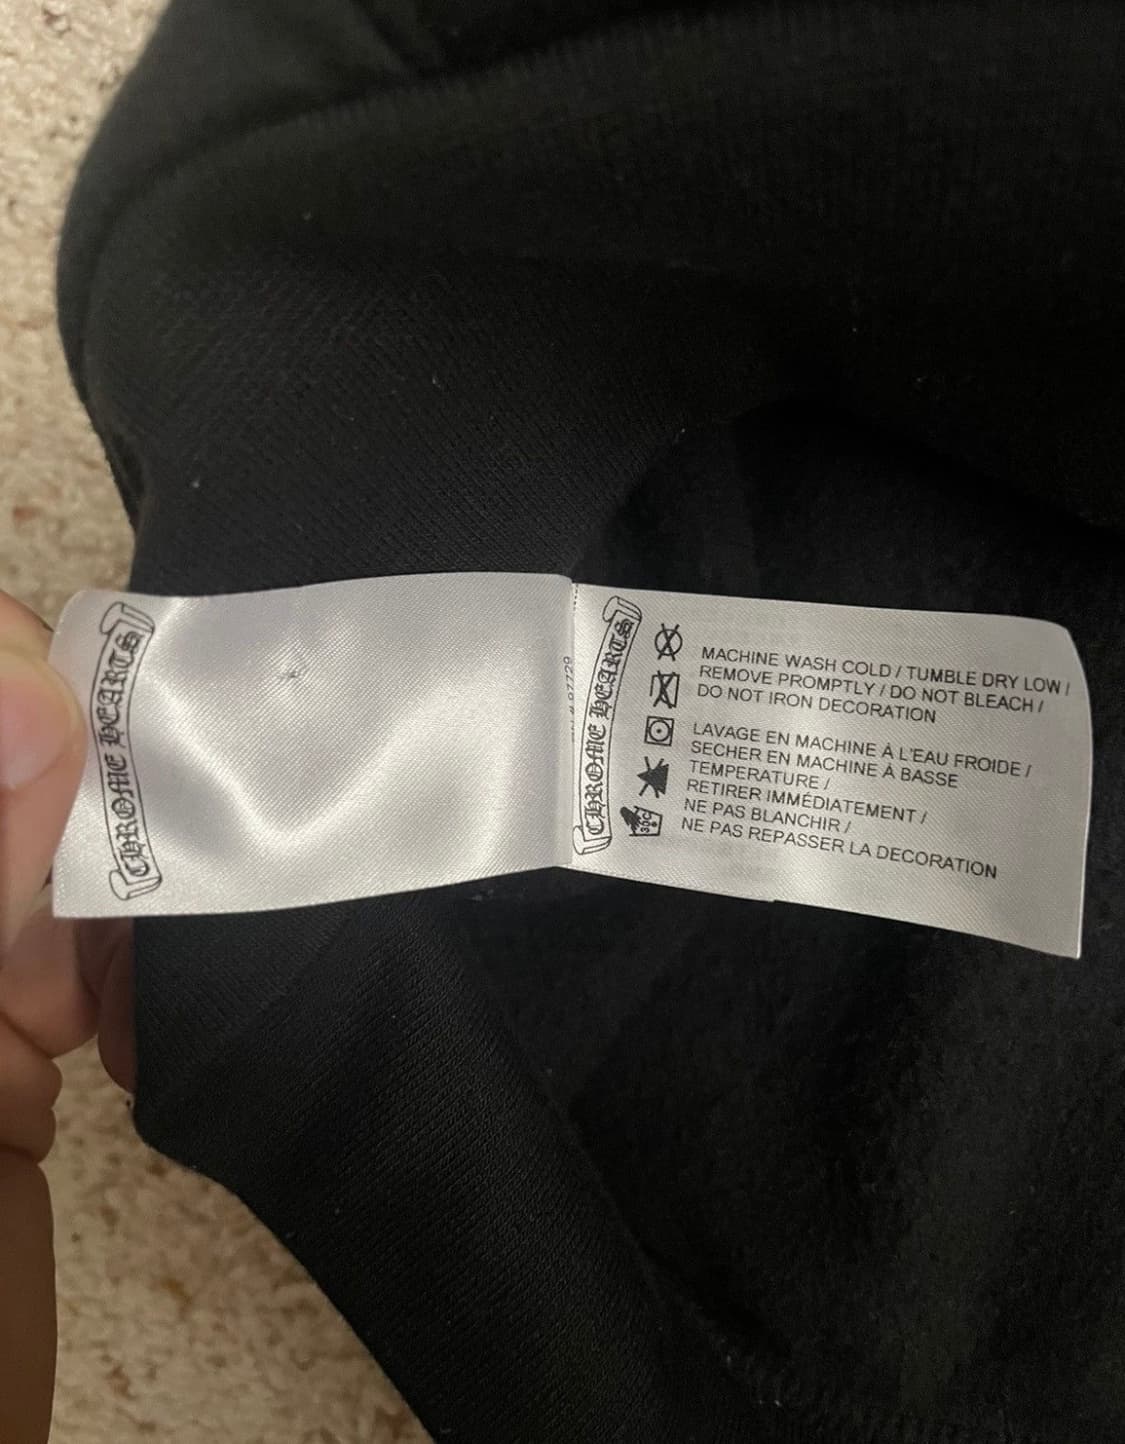 CHROME HEARTS
CHROME HEARTS
MACHINE WASH COLD / TUMBLE DRY LOW /
REMOVE PROMPTLY / DO NOT BLEACH /
DO NOT IRON DECORATION
LAVAGE EN MACHINE À L'EAU FROIDE /
SECHER EN MACHINE À BASSE
TEMPERATURE /
RETIRER IMMÉDIATEMENT /
NE PAS BLANCHIR /
NE PAS REPASSER LA DECORATION
30C